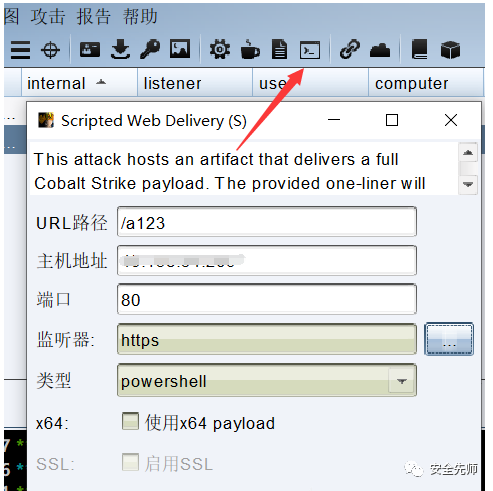 图 攻击 报告 帮助
internal listener use computer
Scripted Web Delivery (S)
This attack hosts an artifact that delivers a full
Cobalt Strike payload. The provided one-liner will
URL路径 /a123
主机地址
端口 80
监听器: https ...
类型 powershell
x64: 使用x64 payload
SSL: 启用SSL
7 *
6 *
4 *
安全先师